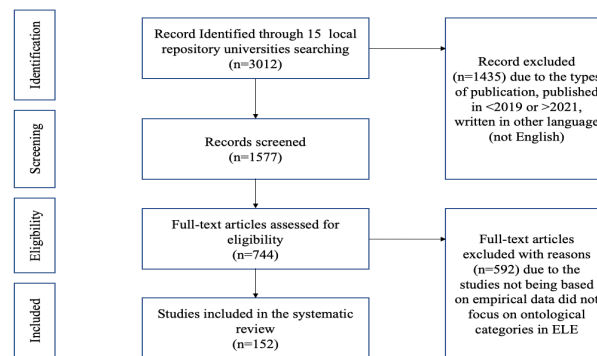 Identification
Record Identified through 15 local
repository universities searching
(n=3012)
Record excluded
(n=1435) due to the types
of publication, published
in <2019 or >2021,
written in other language
(not English)
Screening
Records screened
(n=1577)
Eligibility
Full-text articles assessed for
eligibility
(n=744)
Full-text articles
excluded with reasons
(n=592) due to the
studies not being based
on empirical data did not
focus on ontological
categories in ELE
Included
Studies included in the systematic
review
(n=152)